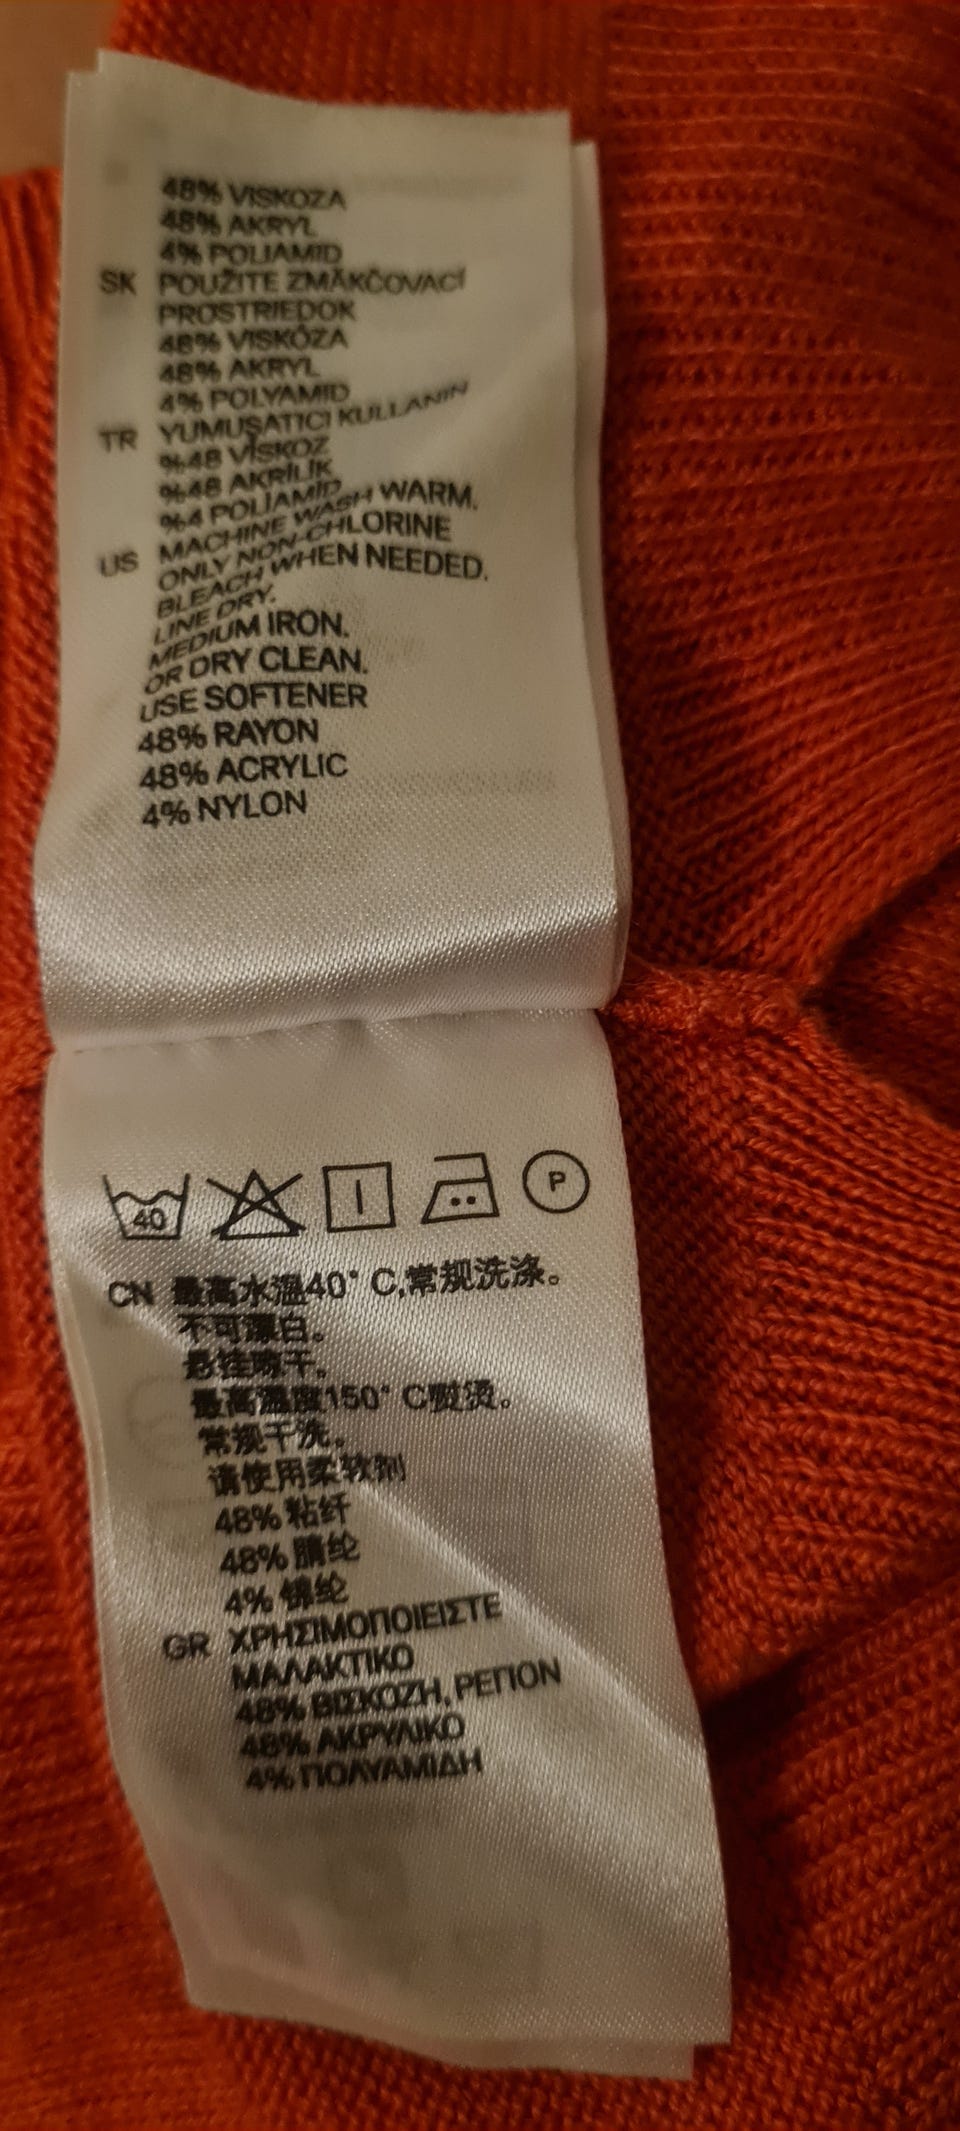 48% VISKOZA
48% AKRYL
4% POLIAMID
SK POUŽITE ZMÄKČOVACÍ
PROSTRIEDOK
48% VISKÓZA
48% AKRYL
4% POLYAMID
TR YUMUŞATICI KULLANIN
%48 VİSKOZ
%48 AKRİLİK
%4 POLİAMİD
US MACHINE WASH WARM.
ONLY NON-CHLORINE
BLEACH WHEN NEEDED.
LINE DRY.
MEDIUM IRON.
OR DRY CLEAN.
USE SOFTENER
48% RAYON
48% ACRYLIC
4% NYLON
40 P
CN 最高水温40° C,常规洗涤。
不可漂白。
悬挂晾干。
最高温度150° C熨烫。
常规干洗。
请使用柔软剂
48% 粘纤
48% 腈纶
4% 锦纶
GR ΧΡΗΣΙΜΟΠΟΙΕΙΣΤΕ
ΜΑΛΑΚΤΙΚΟ
48% ΒΙΣΚΟΖΗ, ΡΕΓΙΟΝ
48% ΑΚΡΥΛΙΚΟ
4% ΠΟΛΥΑΜΙΔΗ